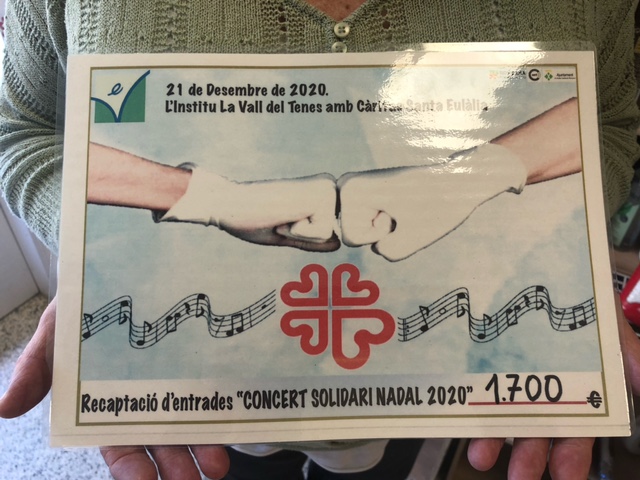 21 de Desembre de 2020.
L'Institu La Vall del Tenes amb Càritas Santa Eulàlia
Recaptació d'entrades "CONCERT SOLIDARI NADAL 2020" 1.700 €